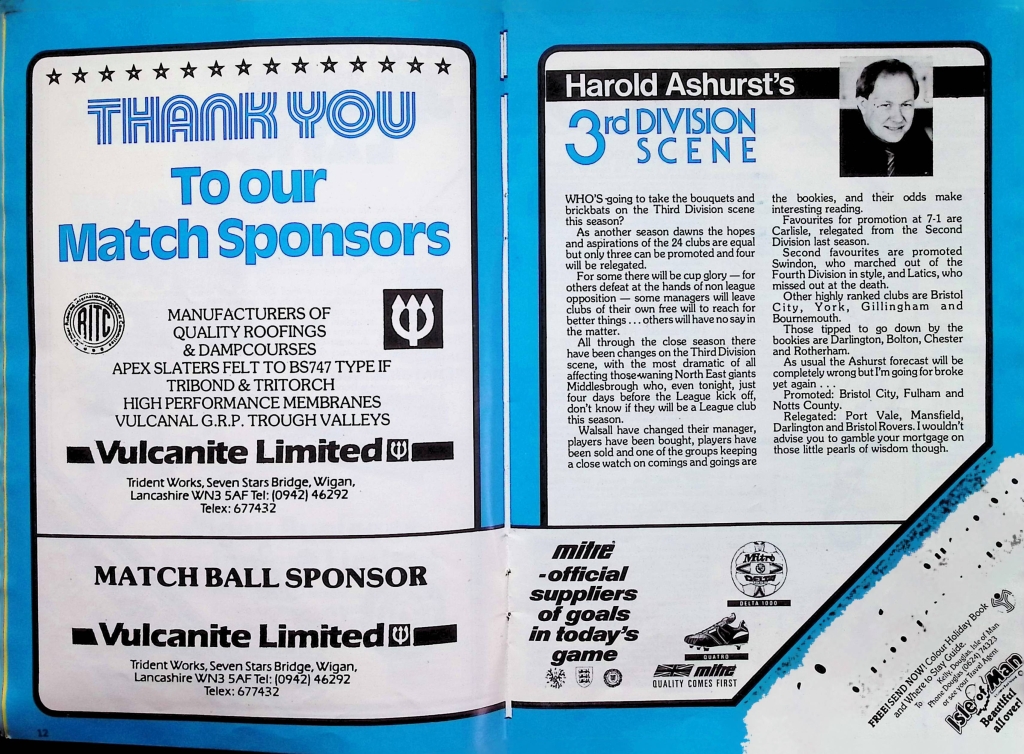 THANK YOU
To our
Match Sponsors
RITC
MANUFACTURERS OF
QUALITY ROOFINGS
& DAMPCOURSES
APEX SLATERS FELT TO BS747 TYPE IF
TRIBOND & TRITORCH
HIGH PERFORMANCE MEMBRANES
VULCANAL G.R.P. TROUGH VALLEYS
Vulcanite Limited
Trident Works, Seven Stars Bridge, Wigan,
Lancashire WN3 5AF Tel: (0942) 46292
Telex: 677432
MATCH BALL SPONSOR
Vulcanite Limited
Trident Works, Seven Stars Bridge, Wigan,
Lancashire WN3 5AF Tel: (0942) 46292
Telex: 677432
12
Harold Ashurst's
3rd DIVISION
SCENE
WHO'S going to take the bouquets and
brickbats on the Third Division scene
this season?
As another season dawns the hopes
and aspirations of the 24 clubs are equal
but only three can be promoted and four
will be relegated.
For some there will be cup glory — for
others defeat at the hands of non league
opposition — some managers will leave
clubs of their own free will to reach for
better things . . . others will have no say in
the matter.
All through the close season there
have been changes on the Third Division
scene, with the most dramatic of all
affecting those waning North East giants
Middlesbrough who, even tonight, just
four days before the League kick off,
don't know if they will be a League club
this season.
Walsall have changed their manager,
players have been bought, players have
been sold and one of the groups keeping
a close watch on comings and goings are
the bookies, and their odds make
interesting reading.
Favourites for promotion at 7-1 are
Carlisle, relegated from the Second
Division last season.
Second favourites are promoted
Swindon, who marched out of the
Fourth Division in style, and Latics, who
missed out at the death.
Other highly ranked clubs are Bristol
City, York, Gillingham and
Bournemouth.
Those tipped to go down by the
bookies are Darlington, Bolton, Chester
and Rotherham.
As usual the Ashurst forecast will be
completely wrong but I'm going for broke
yet again . . .
Promoted: Bristol City, Fulham and
Notts County.
Relegated: Port Vale, Mansfield,
Darlington and Bristol Rovers. I wouldn't
advise you to gamble your mortgage on
those little pearls of wisdom though.
mitre
-official
suppliers
of goals
in today's
game
Mitre
DELTA
DELTA 1000
QUATRO
mitre
QUALITY COMES FIRST
FREE! SEND NOW! Colour Holiday Book
and Where to Stay Guide.
To: Kelly, Douglas, Isle of Man
Phone Douglas (0624) 74323
or see your Travel Agent
Isle of Man
Beautiful
all over!